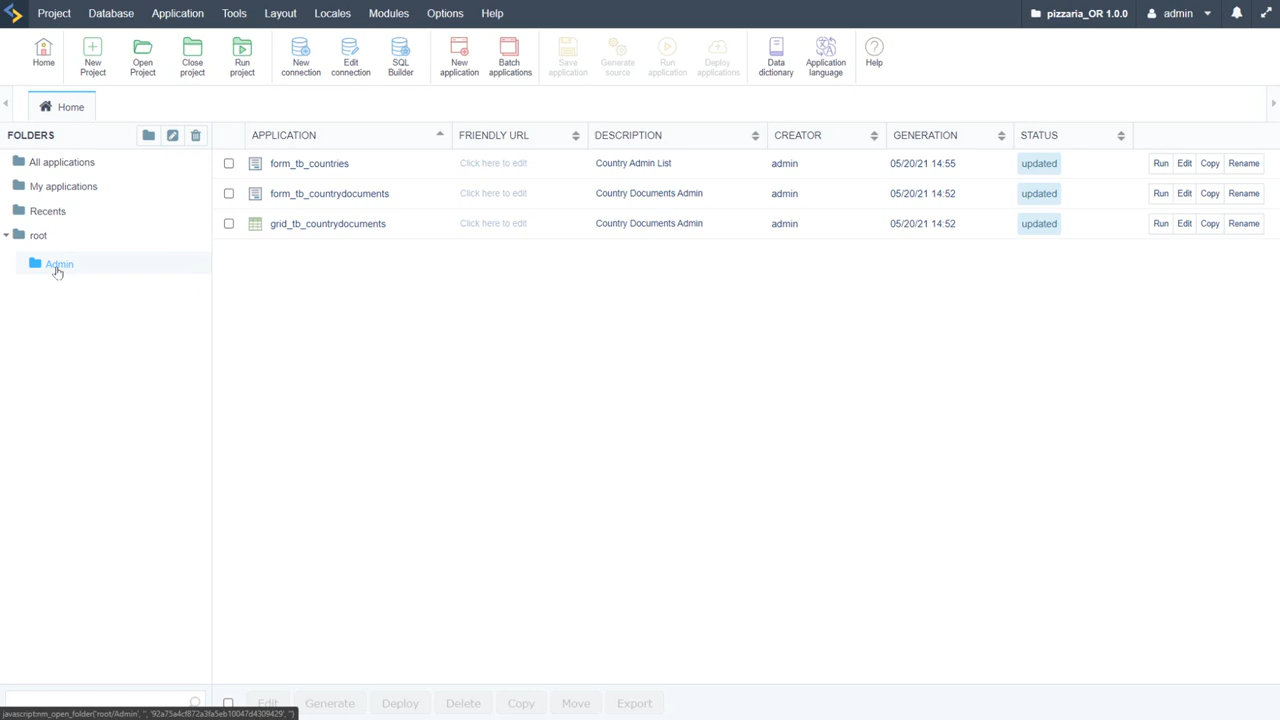 Project Database Application Tools Layout Locales Modules Options Help pizzaria_OR 1.0.0 admin
Home New Project Open Project Close project Run project New connection Edit connection SQL Builder New application Batch applications Save application Generate source Run application Deploy applications Data dictionary Application language Help
Home
FOLDERS APPLICATION FRIENDLY URL DESCRIPTION CREATOR GENERATION STATUS
All applications
My applications
Recents
root
Admin
form_tb_countries Click here to edit Country Admin List admin 05/20/21 14:55 updated Run Edit Copy Rename
form_tb_countrydocuments Click here to edit Country Documents Admin admin 05/20/21 14:52 updated Run Edit Copy Rename
grid_tb_countrydocuments Click here to edit Country Documents Admin admin 05/20/21 14:52 updated Run Edit Copy Rename
Edit Generate Deploy Delete Copy Move Export